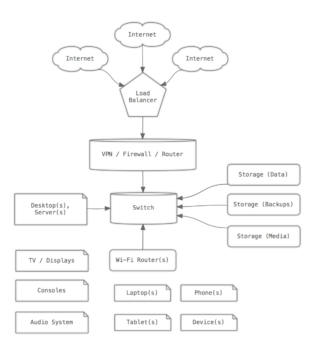 Internet
Internet
Internet
Load
Balancer
VPN / Firewall / Router
Storage (Data)
Desktop(s),
Server(s)
Switch
Storage (Backups)
Storage (Media)
TV / Displays
Wi-Fi Router(s)
Consoles
Laptop(s)
Phone(s)
Audio System
Tablet(s)
Device(s)